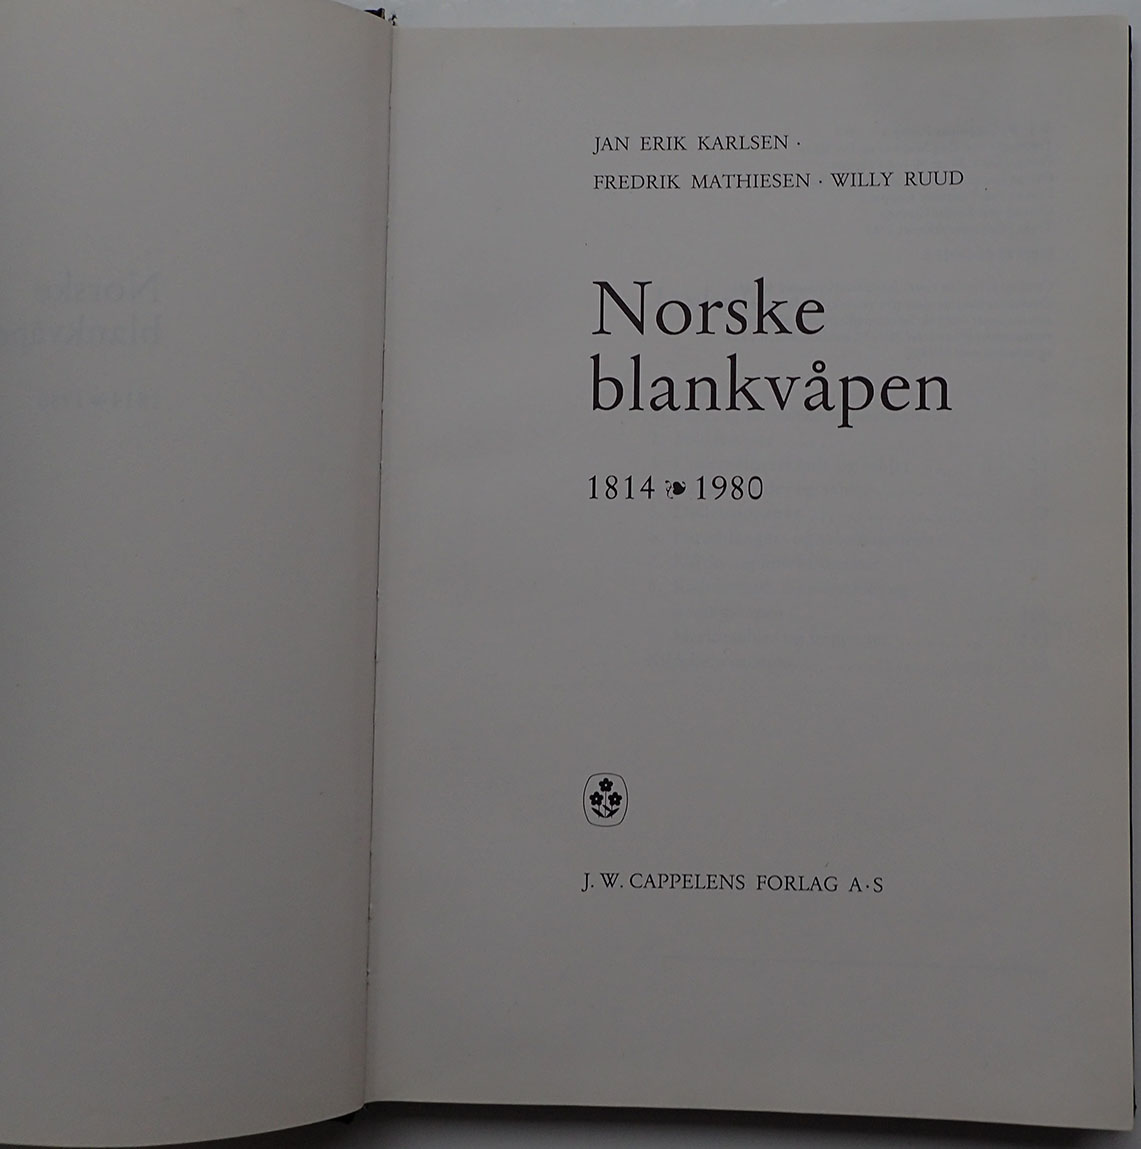 JAN ERIK KARLSEN ·
FREDRIK MATHIESEN · WILLY RUUD
Norske
blankvåpen
1814 ❧ 1980
J. W. CAPPELENS FORLAG A·S